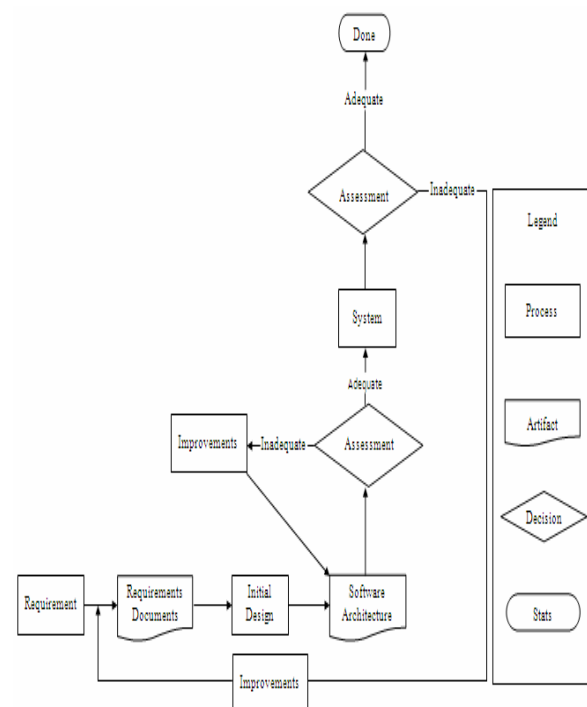 Done
Adequate
Assessment
Inadequate
Legend
System
Process
Adequate
Improvements
Inadequate
Assessment
Artifact
Decision
Requirement
Requirements
Documents
Initial
Design
Software
Architecture
Stats
Improvements